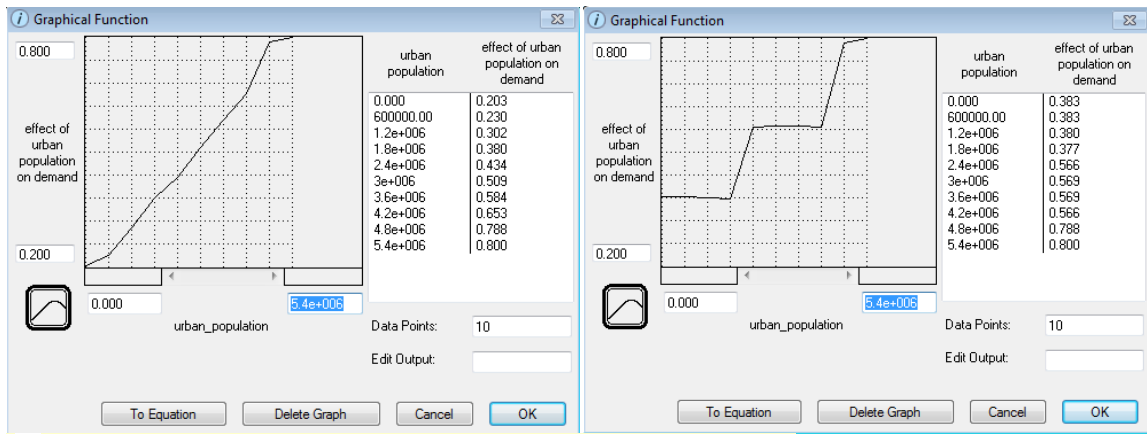 Graphical Function
0.800
effect of
urban
population
on demand
0.200
0.000
5.4e+006
urban_population
urban
population
effect of urban
population on
demand
0.000 0.203
600000.00 0.230
1.2e+006 0.302
1.8e+006 0.380
2.4e+006 0.434
3e+006 0.509
3.6e+006 0.584
4.2e+006 0.653
4.8e+006 0.788
5.4e+006 0.800
Data Points: 10
Edit Output:
To Equation
Delete Graph
Cancel
OK
Graphical Function
0.800
effect of
urban
population
on demand
0.200
0.000
5.4e+006
urban_population
urban
population
effect of urban
population on
demand
0.000 0.383
600000.00 0.383
1.2e+006 0.380
1.8e+006 0.377
2.4e+006 0.566
3e+006 0.569
3.6e+006 0.569
4.2e+006 0.566
4.8e+006 0.788
5.4e+006 0.800
Data Points: 10
Edit Output:
To Equation
Delete Graph
Cancel
OK